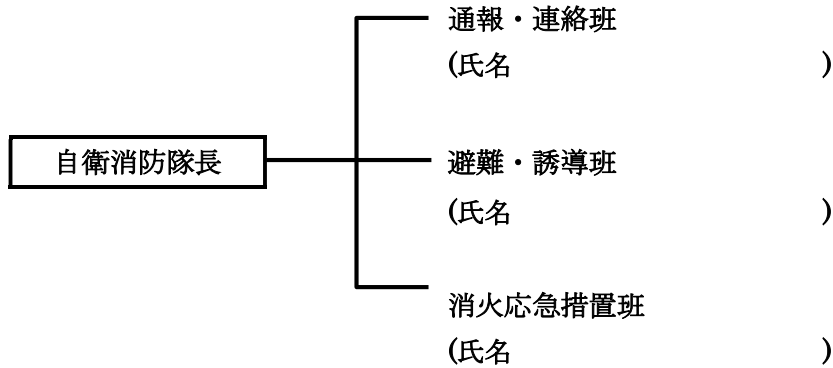 通報・連絡班
(氏名　　　　　　　　　　　)
自衛消防隊長
避難・誘導班
(氏名　　　　　　　　　　　)
消火応急措置班
(氏名　　　　　　　　　　　)